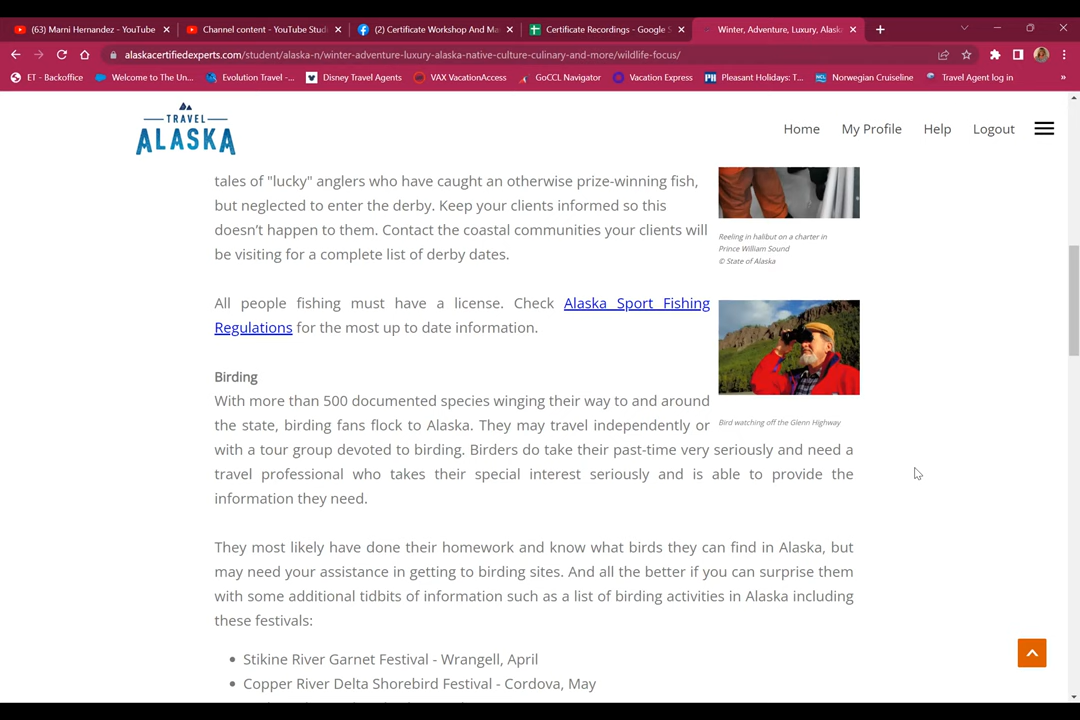 (63) Marni Hernandez - YouTube
Channel content - YouTube Stud
(2) Certificate Workshop And Ma
Certificate Recordings - Google S
Winter, Adventure, Luxury, Alaska
alaskacertifiedexperts.com/student/alaska-n/winter-adventure-luxury-alaska-native-culture-culinary-and-more/wildlife-focus/
ET - Backoffice
Welcome to The Un...
Evolution Travel -...
Disney Travel Agents
VAX VacationAccess
GoCCL Navigator
Vacation Express
Pleasant Holidays: T...
Norwegian Cruiseline
Travel Agent log in
TRAVEL
ALASKA
Home My Profile Help Logout
tales of "lucky" anglers who have caught an otherwise prize-winning fish,
but neglected to enter the derby. Keep your clients informed so this
doesn't happen to them. Contact the coastal communities your clients will
be visiting for a complete list of derby dates.
Reeling in halibut on a charter in
Prince William Sound
© State of Alaska
All people fishing must have a license. Check Alaska Sport Fishing
Regulations for the most up to date information.
Birding
With more than 500 documented species winging their way to and around
the state, birding fans flock to Alaska. They may travel independently or
Bird watching off the Glenn Highway
with a tour group devoted to birding. Birders do take their past-time very seriously and need a
travel professional who takes their special interest seriously and is able to provide the
information they need.
They most likely have done their homework and know what birds they can find in Alaska, but
may need your assistance in getting to birding sites. And all the better if you can surprise them
with some additional tidbits of information such as a list of birding activities in Alaska including
these festivals:
• Stikine River Garnet Festival - Wrangell, April
• Copper River Delta Shorebird Festival - Cordova, May